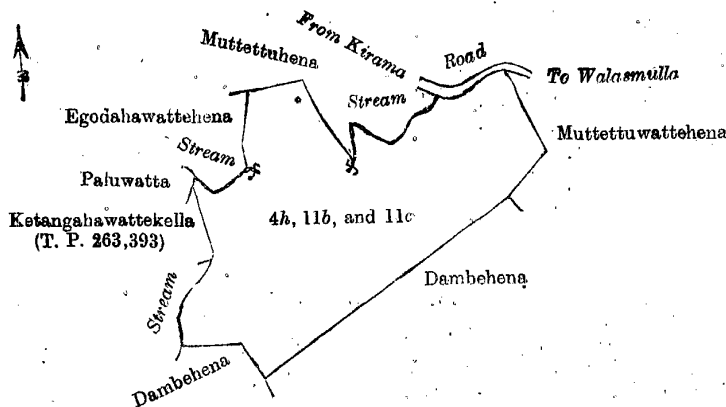 From Kirama
Road
To Walasmulla
Muttettuhena
Stream
Egodahawattehena
Stream
Muttettuwattehena
Paluwatta
Ketangahawattekella
(T. P. 263,393)
4h, 11b, and 11c
Dambehena
Stream
Dambehena